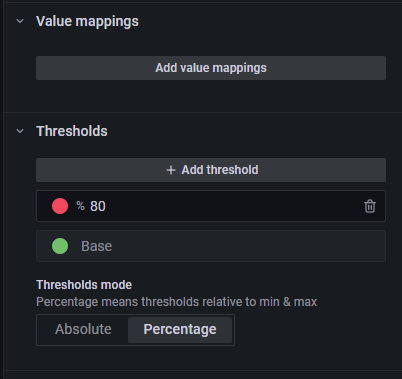 Value mappings
Add value mappings
Thresholds
+ Add threshold
% 80
Base
Thresholds mode
Percentage means thresholds relative to min & max
Absolute Percentage